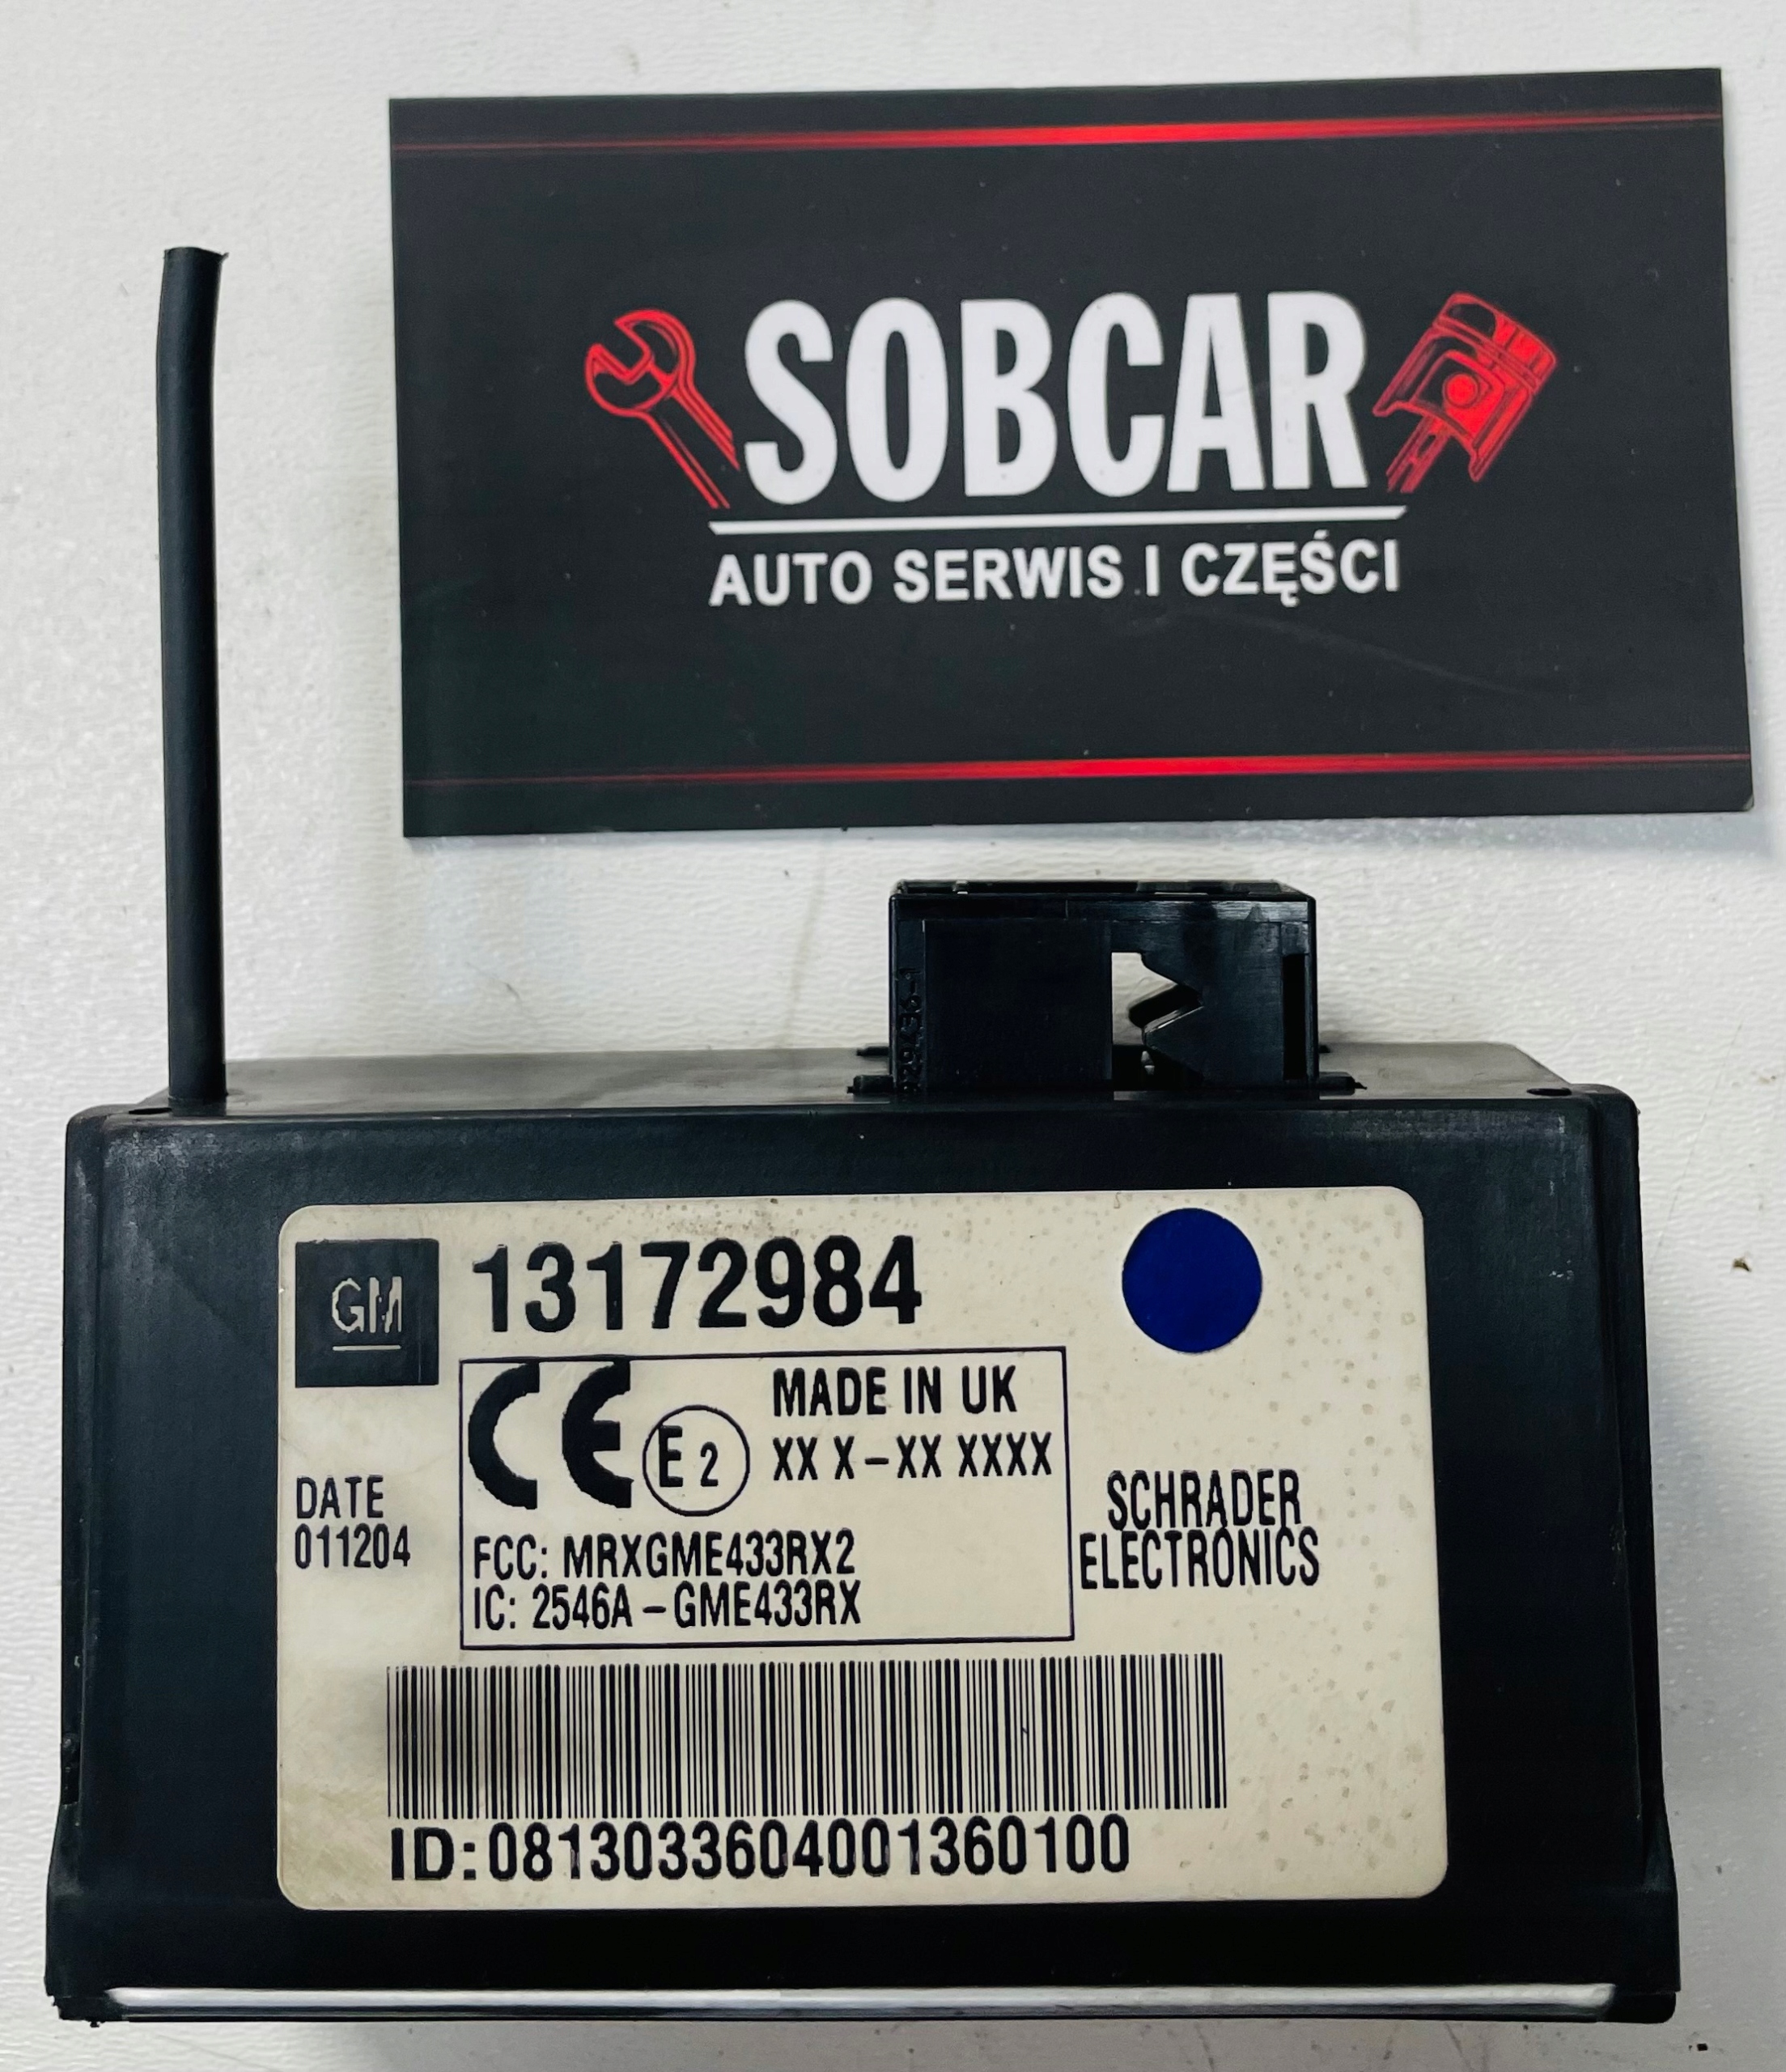 SOBCAR
AUTO SERWIS I CZĘŚCI
GM
13172984
CE E2
MADE IN UK
XX X-XX XXXX
DATE
011204
SCHRADER
ELECTRONICS
FCC: MRXGME433RX2
IC: 2546A-GME433RX
ID:0813033604001360100